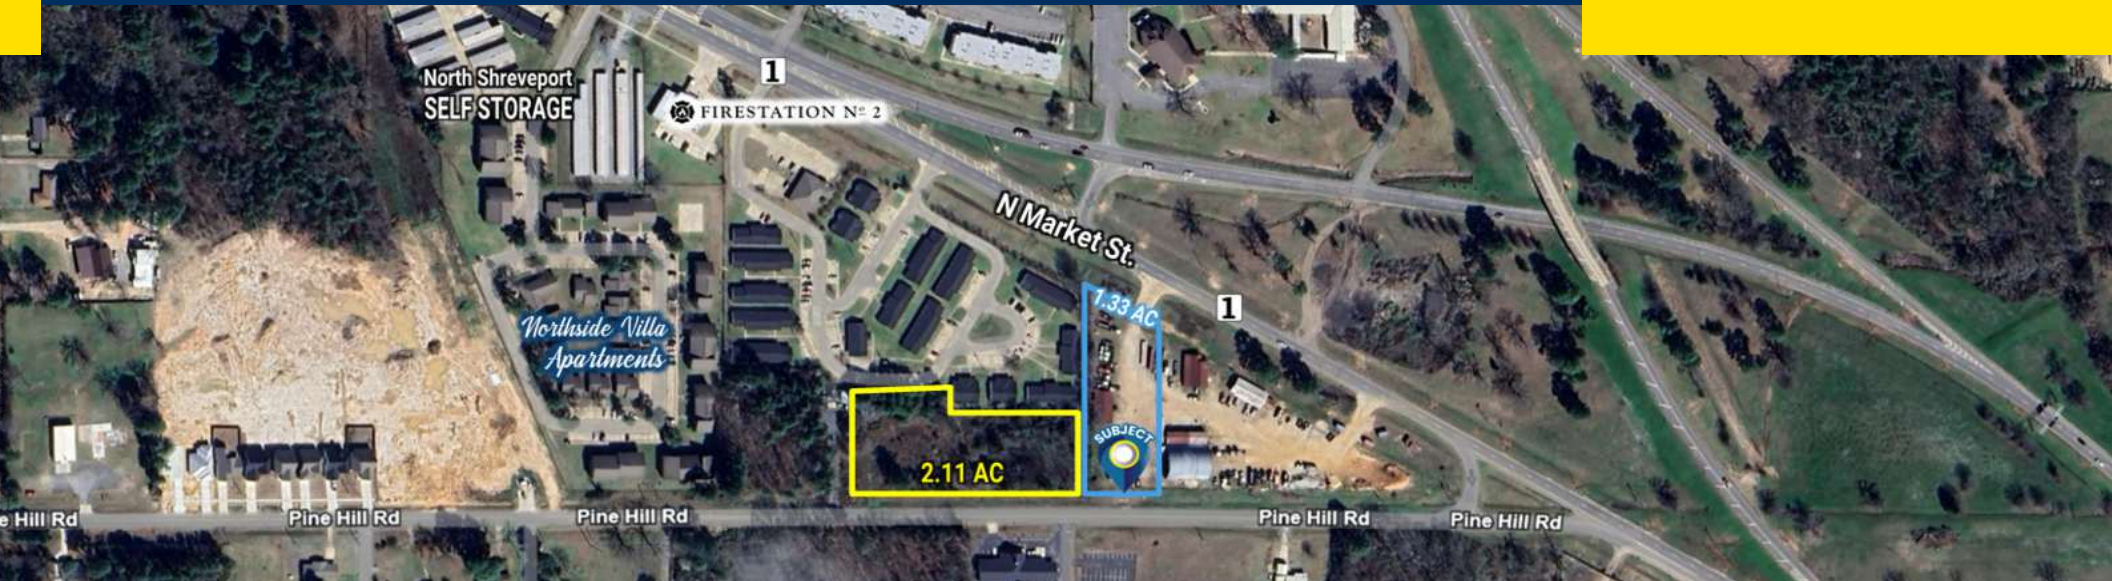 1
North Shreveport
SELF STORAGE
FIRESTATION Nº 2
N Market St.
1.33 AC
1
Northside Villa
Apartments
SUBJECT
2.11 AC
e Hill Rd
Pine Hill Rd
Pine Hill Rd
Pine Hill Rd
Pine Hill Rd